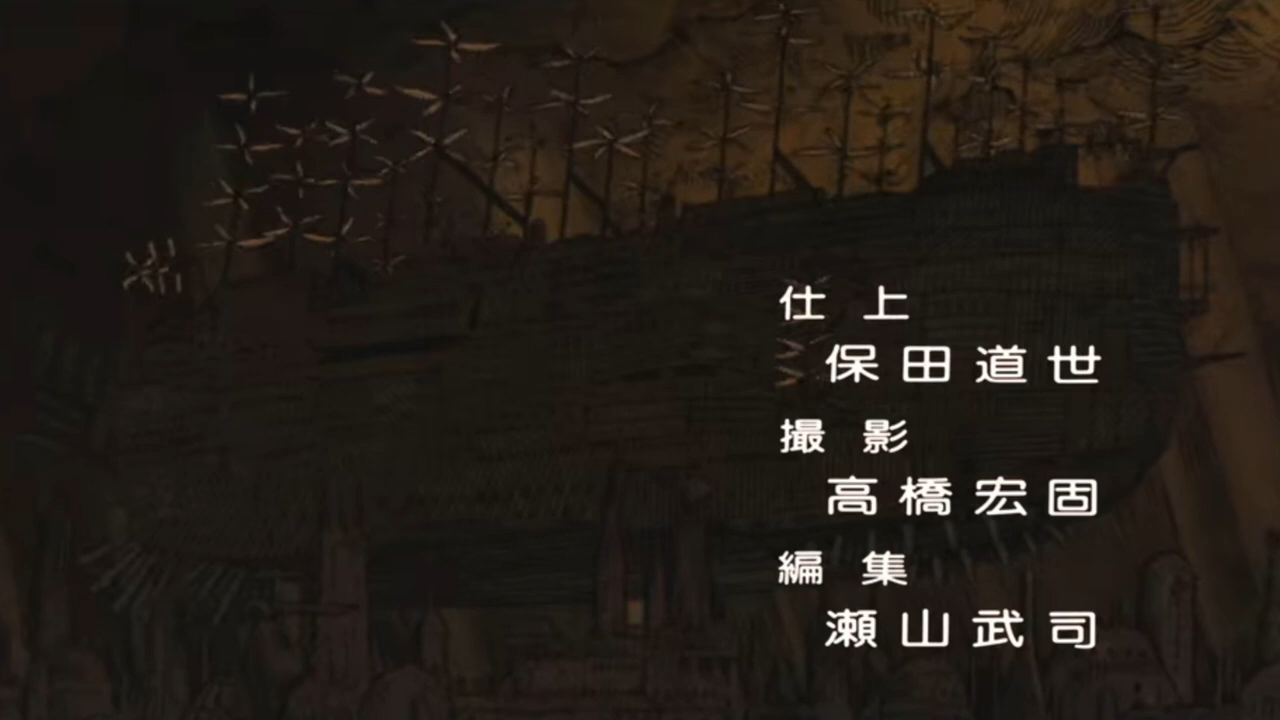 仕上
保田道世
撮影
高橋宏固
編集
瀬山武司